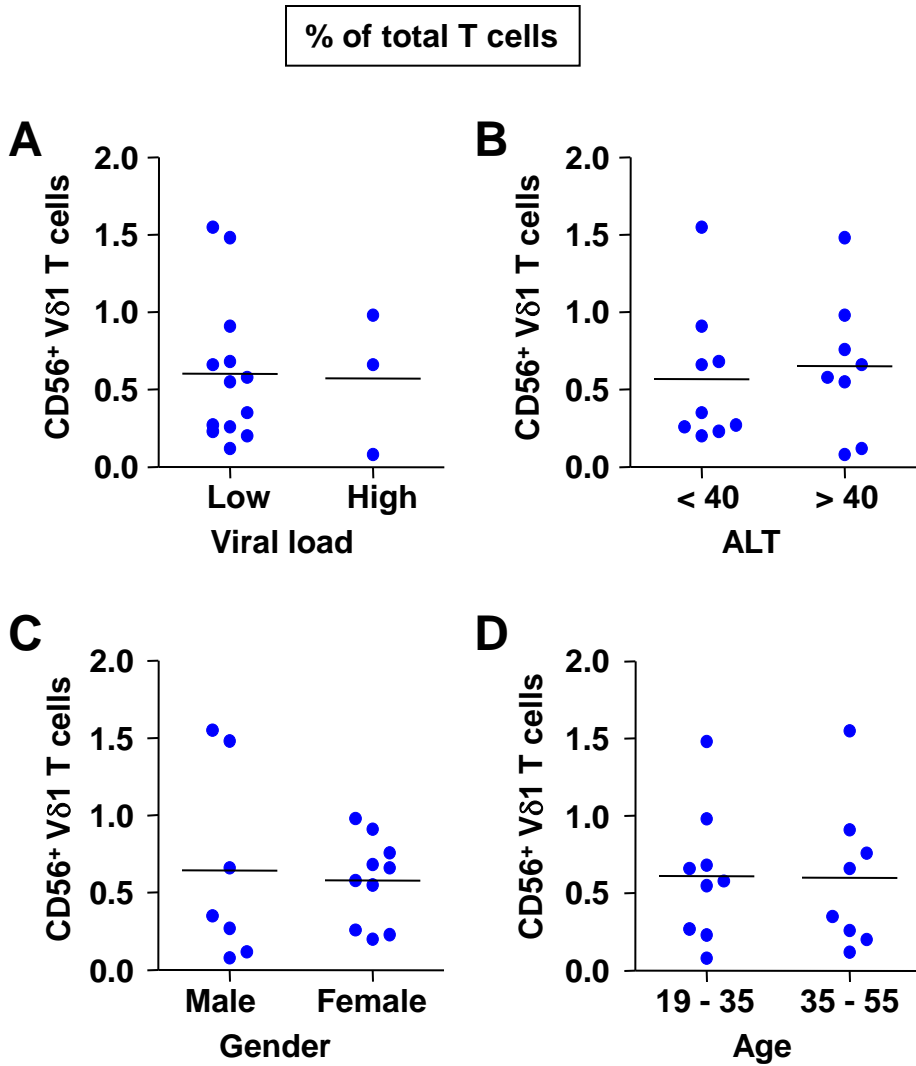 % of total T cells
A
CD56⁺ Vδ1 T cells
2.0
1.5
1.0
0.5
0.0
Low High
Viral load
B
CD56⁺ Vδ1 T cells
2.0
1.5
1.0
0.5
0.0
< 40 > 40
ALT
C
CD56⁺ Vδ1 T cells
2.0
1.5
1.0
0.5
0.0
Male Female
Gender
D
CD56⁺ Vδ1 T cells
2.0
1.5
1.0
0.5
0.0
19 - 35 35 - 55
Age